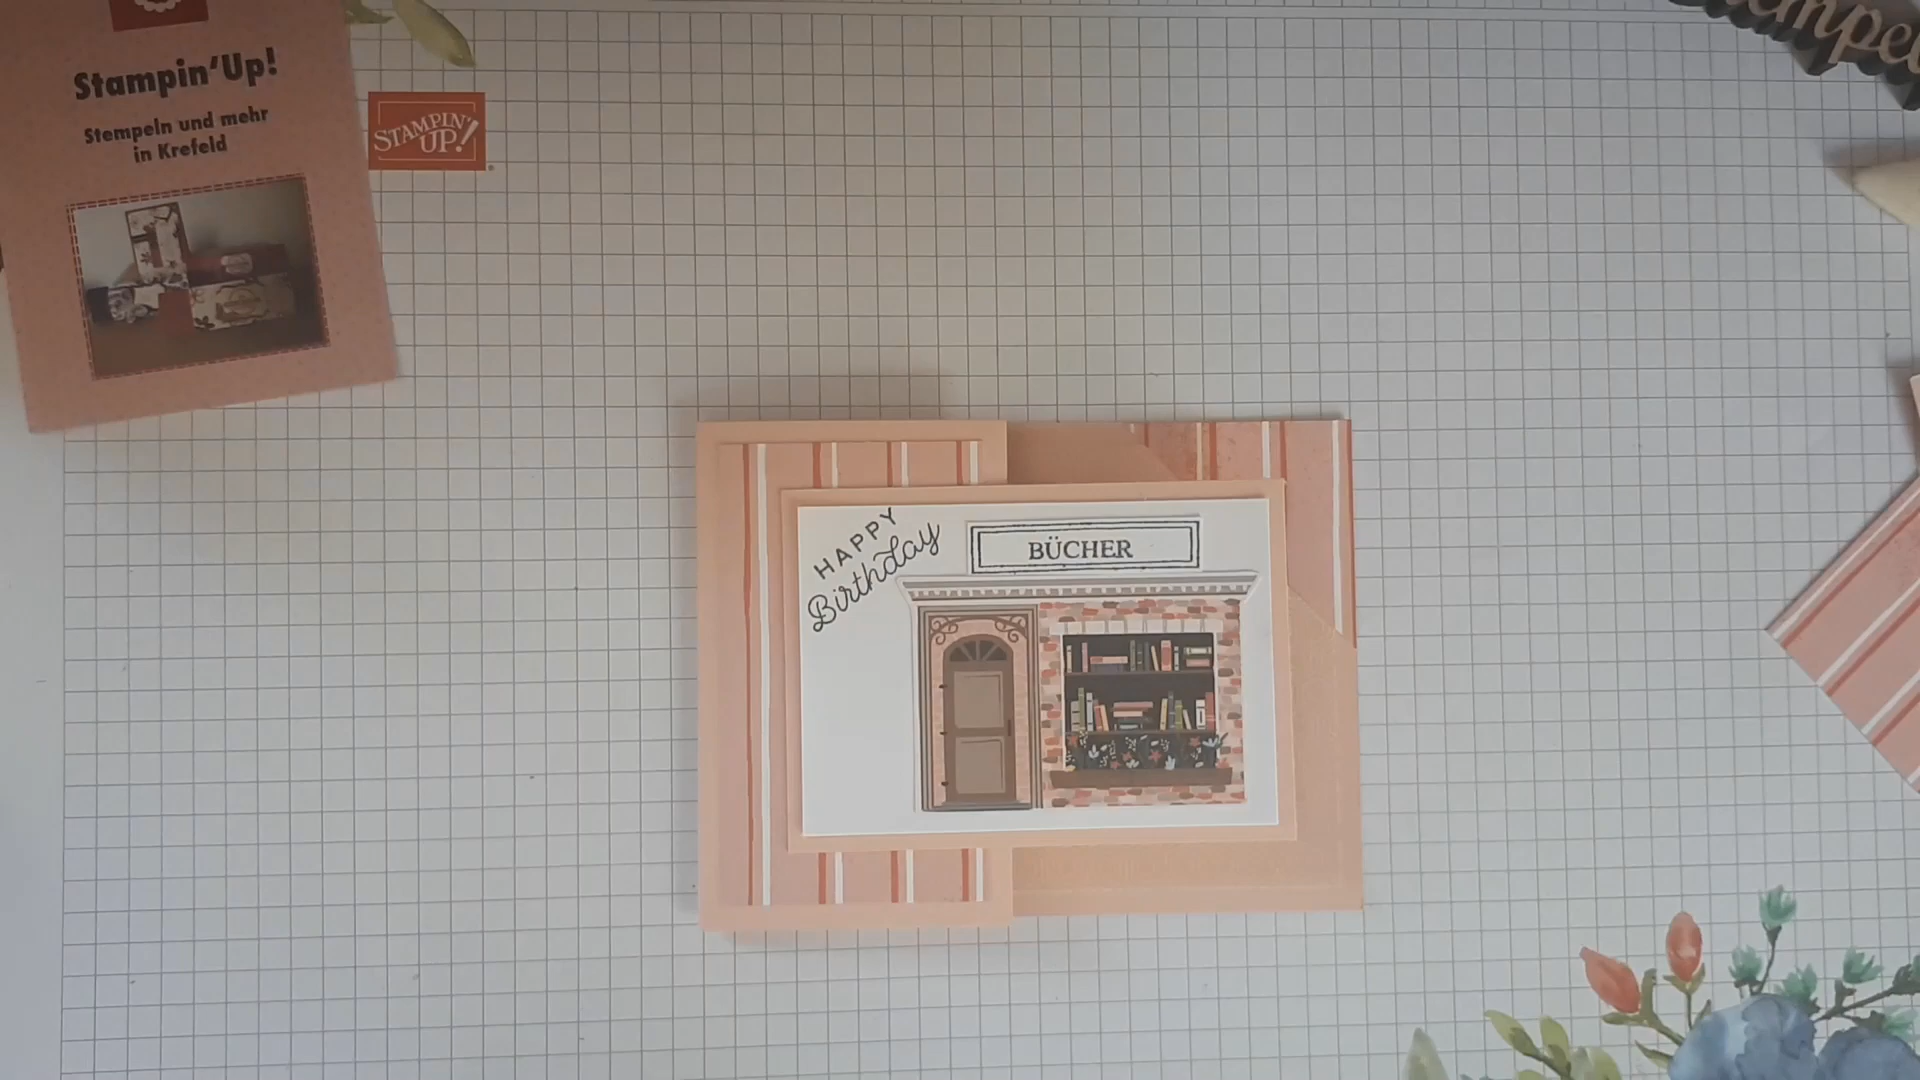 Stampin'Up!
Stempeln und mehr
in Krefeld
STAMPIN'
UP!
HAPPY
Birthday
BÜCHER